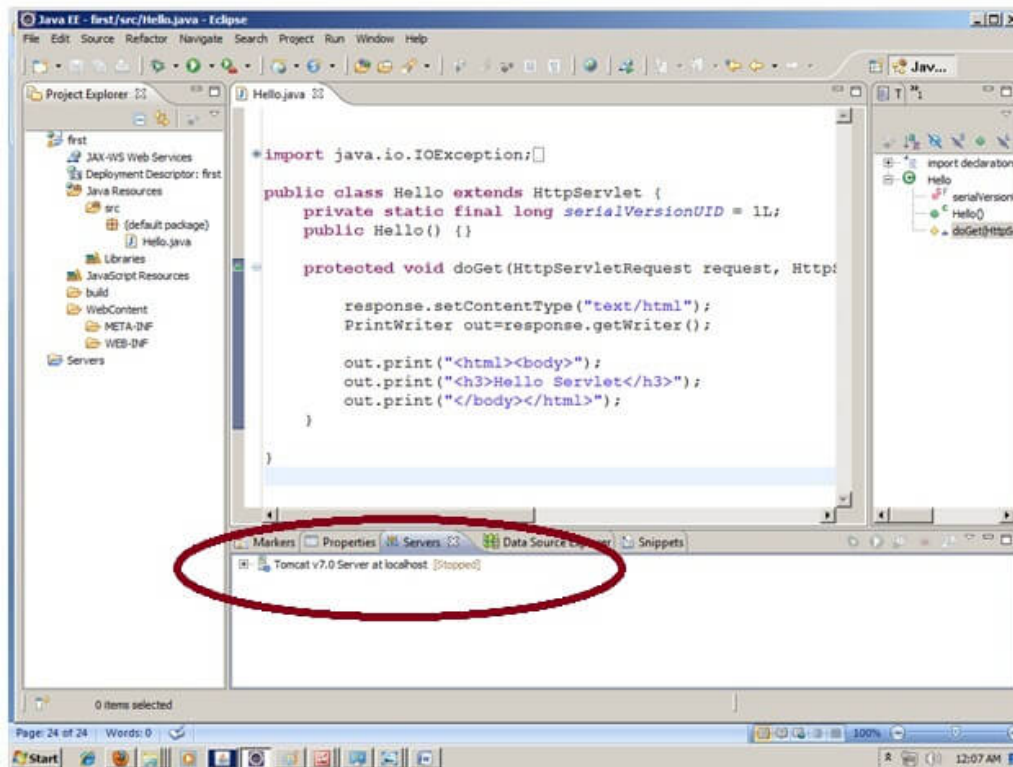 Java EE - first/src/Hello.java - Eclipse
File Edit Source Refactor Navigate Search Project Run Window Help
Jav...
Project Explorer
first
JAX-WS Web Services
Deployment Descriptor: first
Java Resources
src
(default package)
Hello.java
Libraries
JavaScript Resources
build
WebContent
META-INF
WEB-INF
Servers
Hello.java
import java.io.IOException;
public class Hello extends HttpServlet {
private static final long serialVersionUID = 1L;
public Hello() {}
protected void doGet(HttpServletRequest request, HttpS
response.setContentType("text/html");
PrintWriter out=response.getWriter();
out.print("<html><body>");
out.print("<h3>Hello Servlet</h3>");
out.print("</body></html>");
}
}
T
import declaration
Hello
serialVersion
Hello()
doGet(HttpS
Markers Properties Servers Data Source Explorer Snippets
Tomcat v7.0 Server at localhost [Stopped]
0 items selected
Page: 24 of 24 Words: 0 100%
Start 12:07 AM